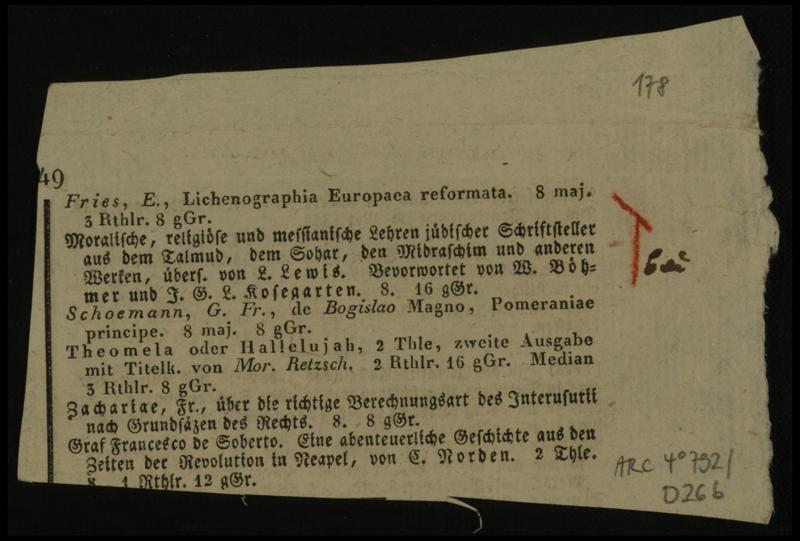 178
49
Fries, E., Lichenographia Europaea reformata. 8 maj.
3 Rthlr. 8 gGr.
Moralische, religiöse und messianische Lehren jüdischer Schriftsteller
aus dem Talmud, dem Sohar, den Midraschim und anderen
Werken, übers. von L. Lewis. Bevorwortet von W. Böh=
mer und J. G. L. Kosegarten. 8. 16 gGr.
Schoemann, G. Fr., de Bogislao Magno, Pomeraniae
principe. 8 maj. 8 gGr.
Theomela oder Hallelujah, 2 Thle, zweite Ausgabe
mit Titelk. von Mor. Retzsch. 2 Rthlr. 16 gGr. Median
3 Rthlr. 8 gGr.
Zachariae, Fr., über die richtige Berechnungsart des Interusurii
nach Grundsäzen des Rechts. 8. 8 gGr.
Graf Francesco de Soberto. Eine abenteuerliche Geschichte aus den
Zeiten der Revolution in Neapel, von C. Norden. 2 Thle.
8. 1 Rthlr. 12 gGr.
ARC 4° 792/
D26 6